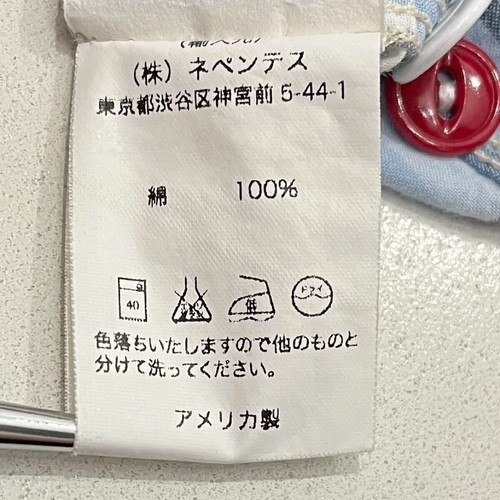 (株) ネペンテス
東京都渋谷区神宮前 5-44-1
綿 100%
40 低 ドライ
色落ちいたしますので他のものと
分けて洗ってください。
アメリカ製